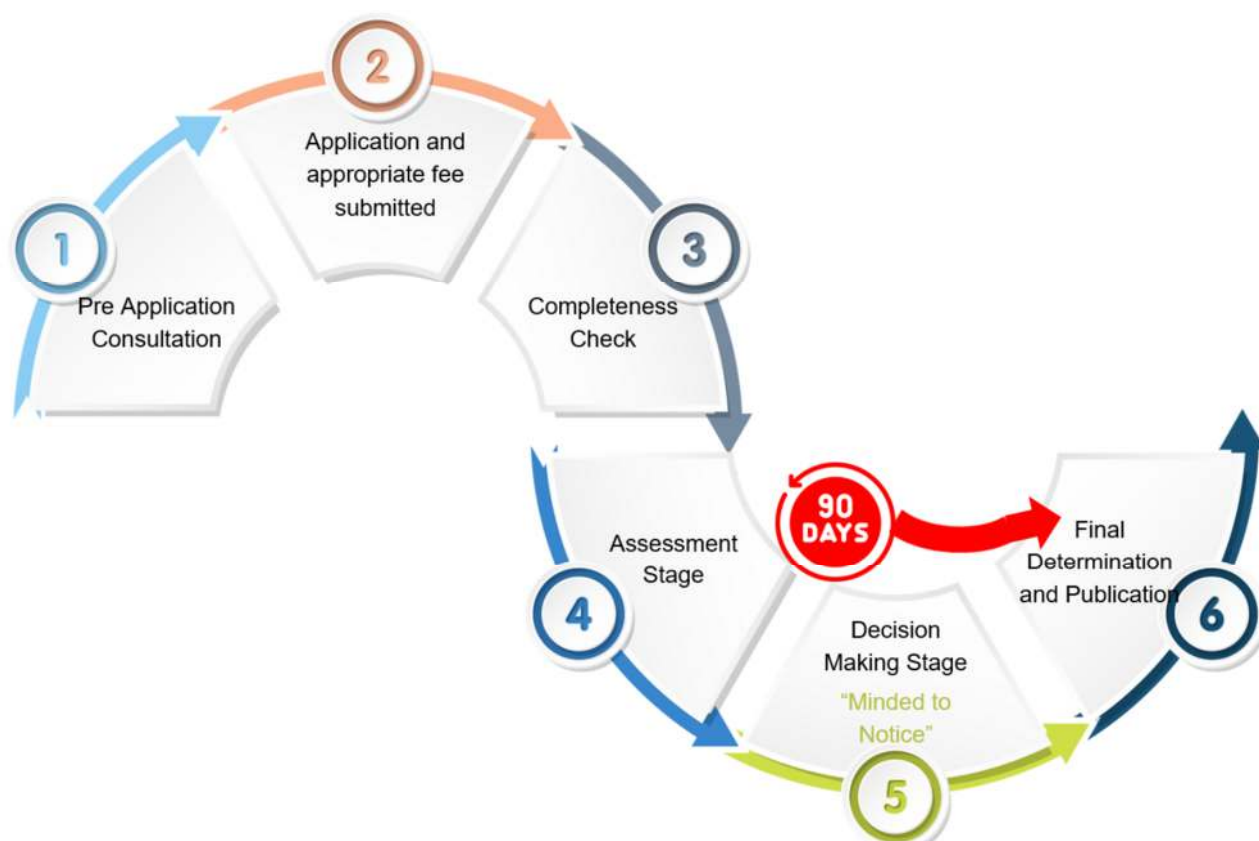 1
Pre Application
Consultation
2
Application and
appropriate fee
submitted
3
Completeness
Check
4
Assessment
Stage
90
DAYS
5
Decision
Making Stage
“Minded to
Notice”
6
Final
Determination
and Publication